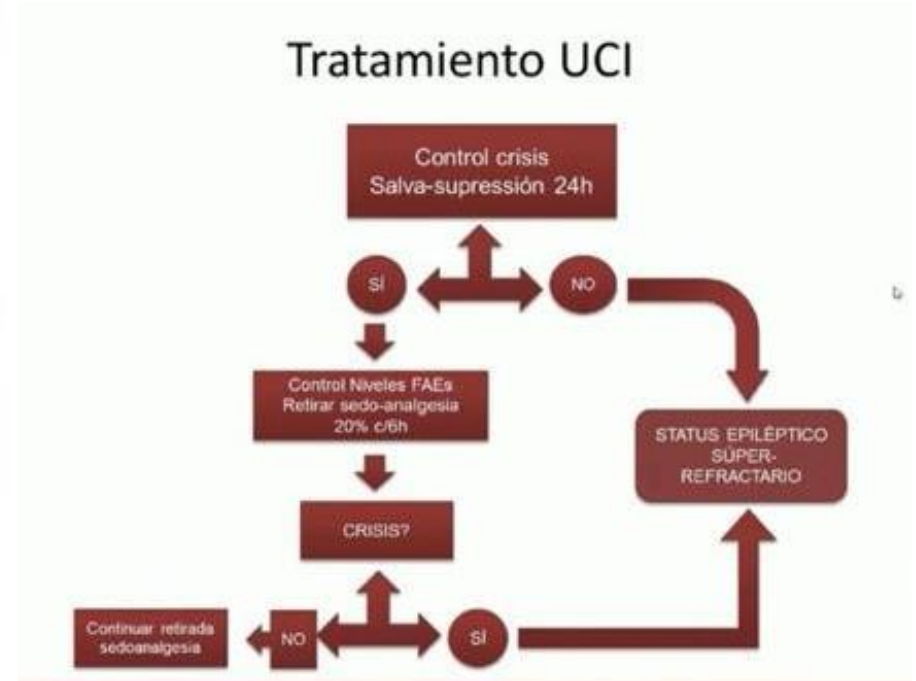 Tratamiento UCI
Control crisis
Salva-supressión 24h
SÍ
NO
Control Niveles FAEs
Retirar sedo-analgesia
20% c/6h
STATUS EPILÉPTICO
SÚPER-
REFRACTARIO
CRISIS?
Continuar retirada
sedoanalgesia
NO
SÍ